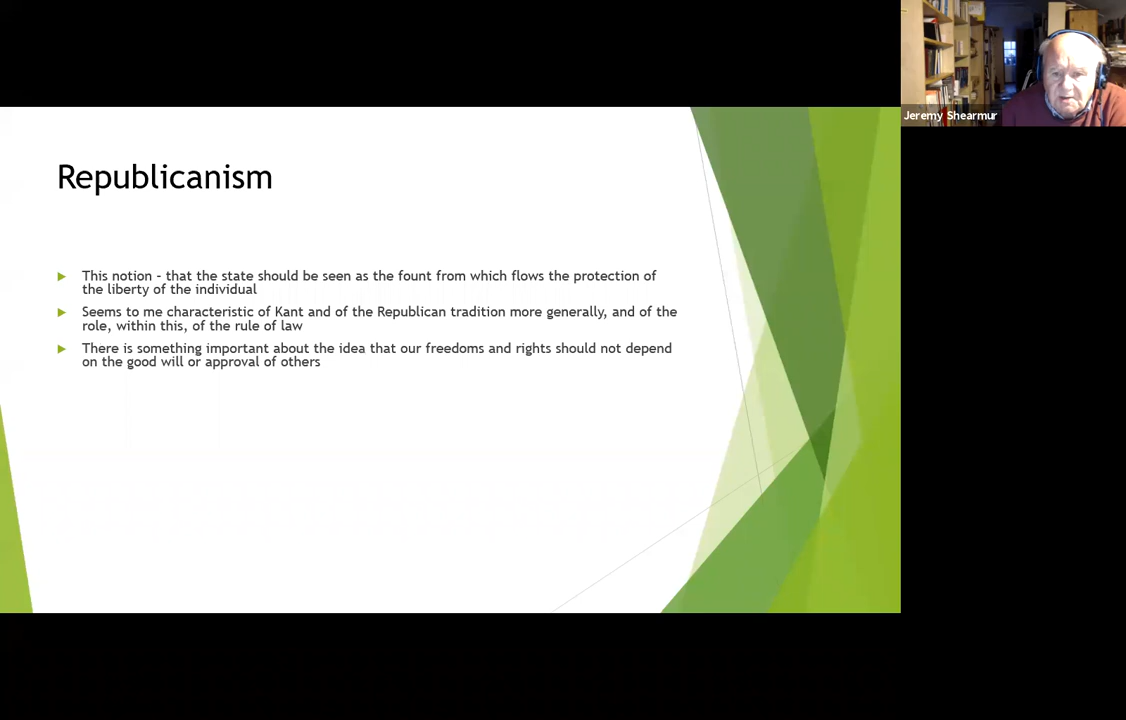 Jeremy Shearmur
Republicanism
This notion – that the state should be seen as the fount from which flows the protection of
the liberty of the individual
Seems to me characteristic of Kant and of the Republican tradition more generally, and of the
role, within this, of the rule of law
There is something important about the idea that our freedoms and rights should not depend
on the good will or approval of others